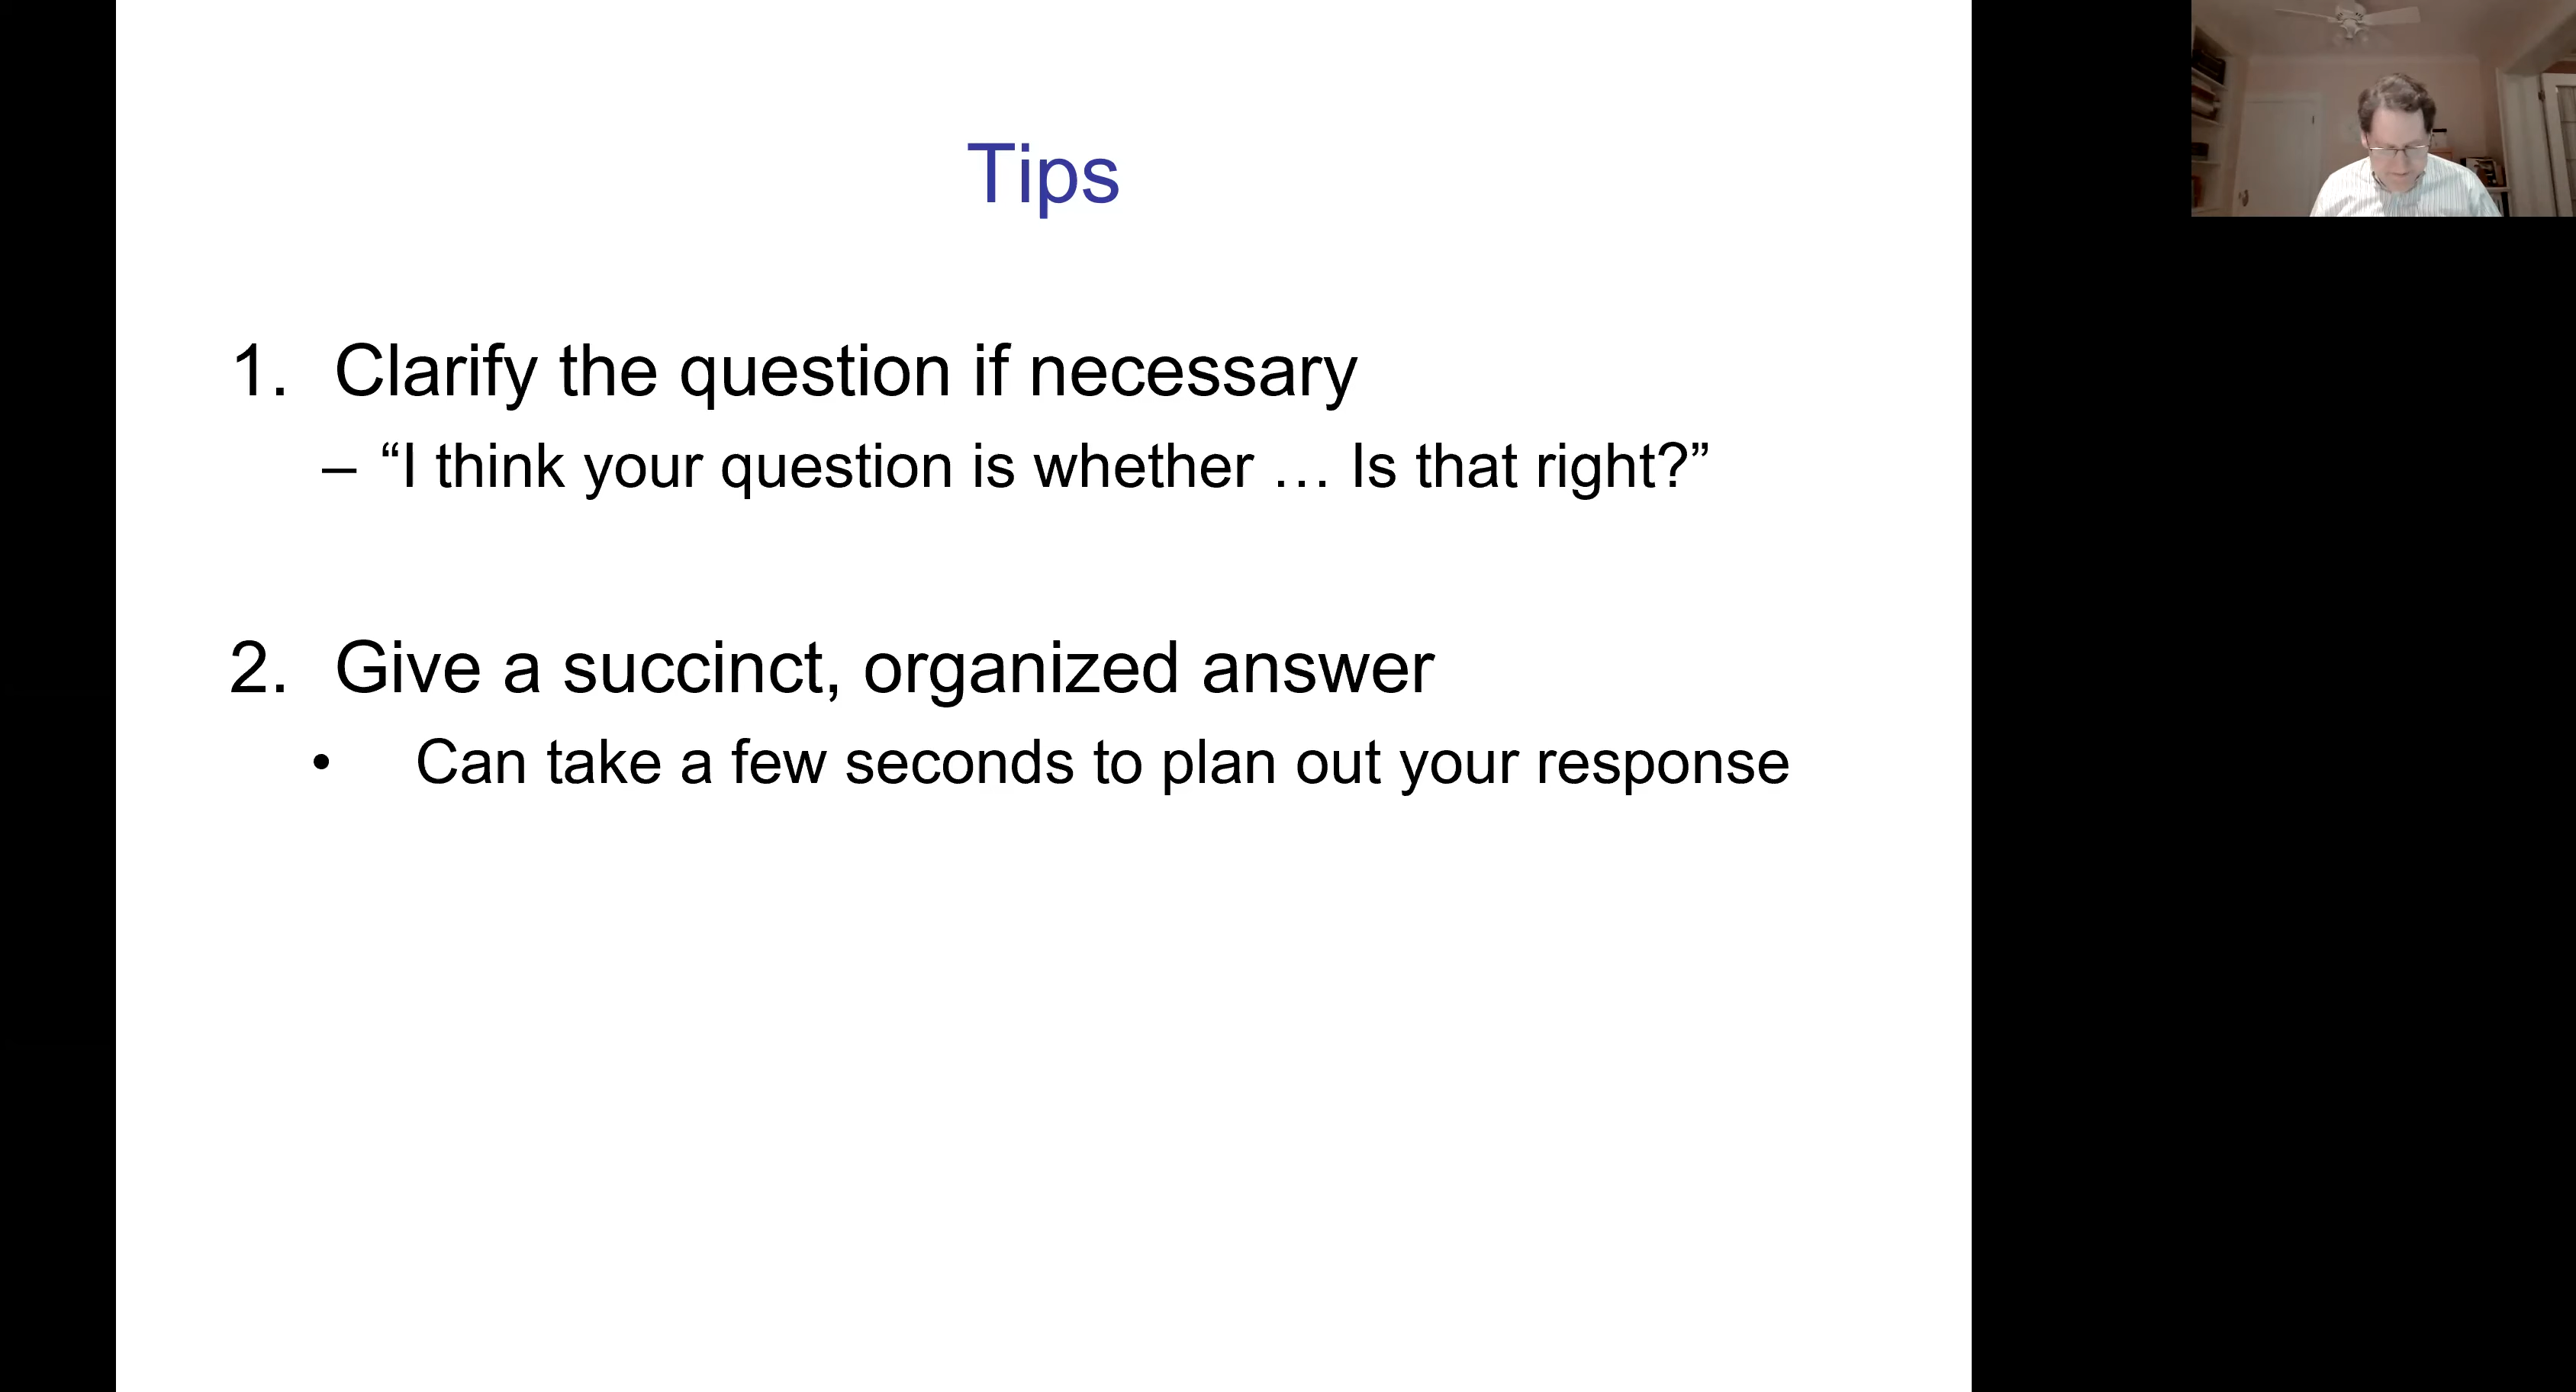 Tips
1. Clarify the question if necessary
– “I think your question is whether … Is that right?”
2. Give a succinct, organized answer
• Can take a few seconds to plan out your response